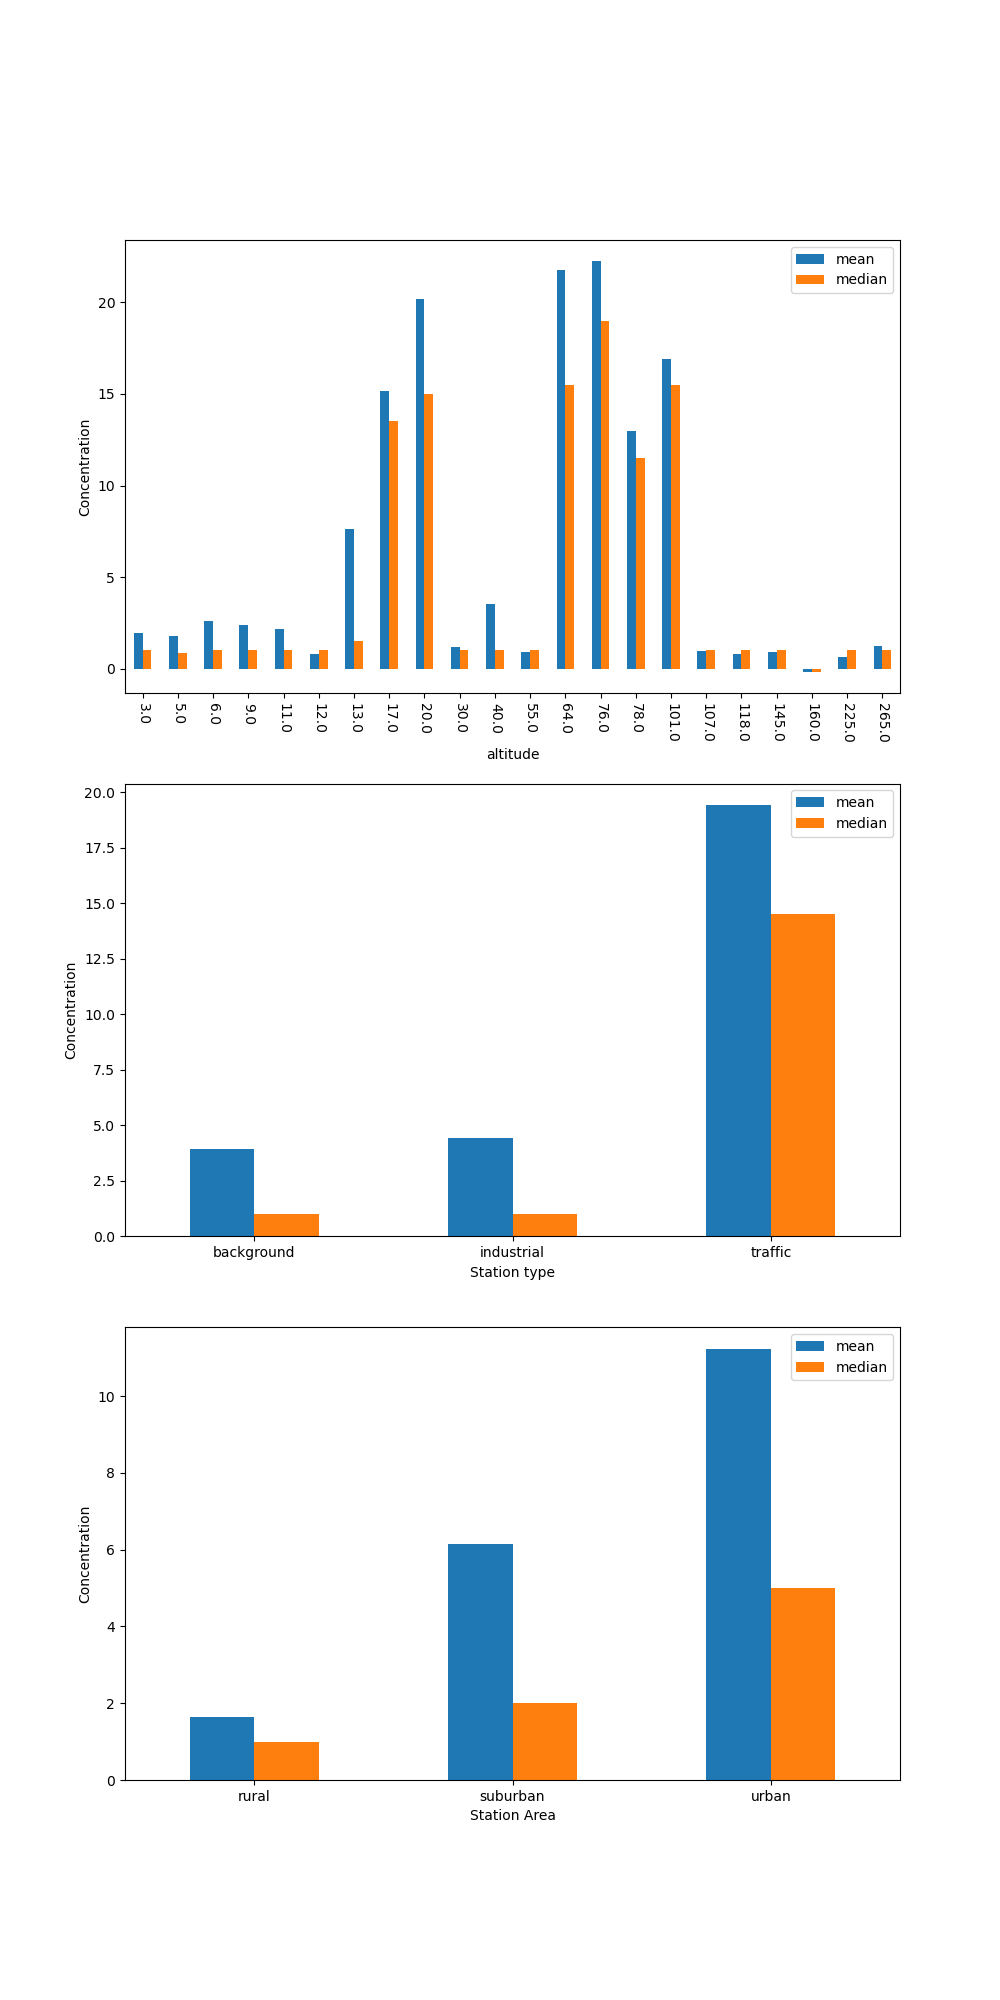 mean
median
20
15
10
5
0
Concentration
3.0 5.0 6.0 9.0 11.0 12.0 13.0 17.0 20.0 30.0 40.0 55.0 64.0 76.0 78.0 101.0 107.0 118.0 145.0 160.0 225.0 265.0
altitude
mean
median
20.0
17.5
15.0
12.5
10.0
7.5
5.0
2.5
0.0
Concentration
background industrial traffic
Station type
mean
median
10
8
6
4
2
0
Concentration
rural suburban urban
Station Area